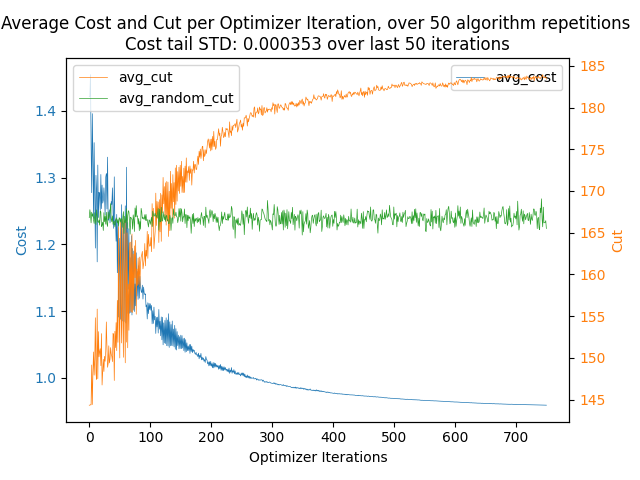 Average Cost and Cut per Optimizer Iteration, over 50 algorithm repetitions
Cost tail STD: 0.000353 over last 50 iterations
avg_cut
avg_random_cut
avg_cost
1.4
1.3
1.2
1.1
1.0
Cost
185
180
175
170
165
160
155
150
145
Cut
0
100
200
300
400
500
600
700
Optimizer Iterations